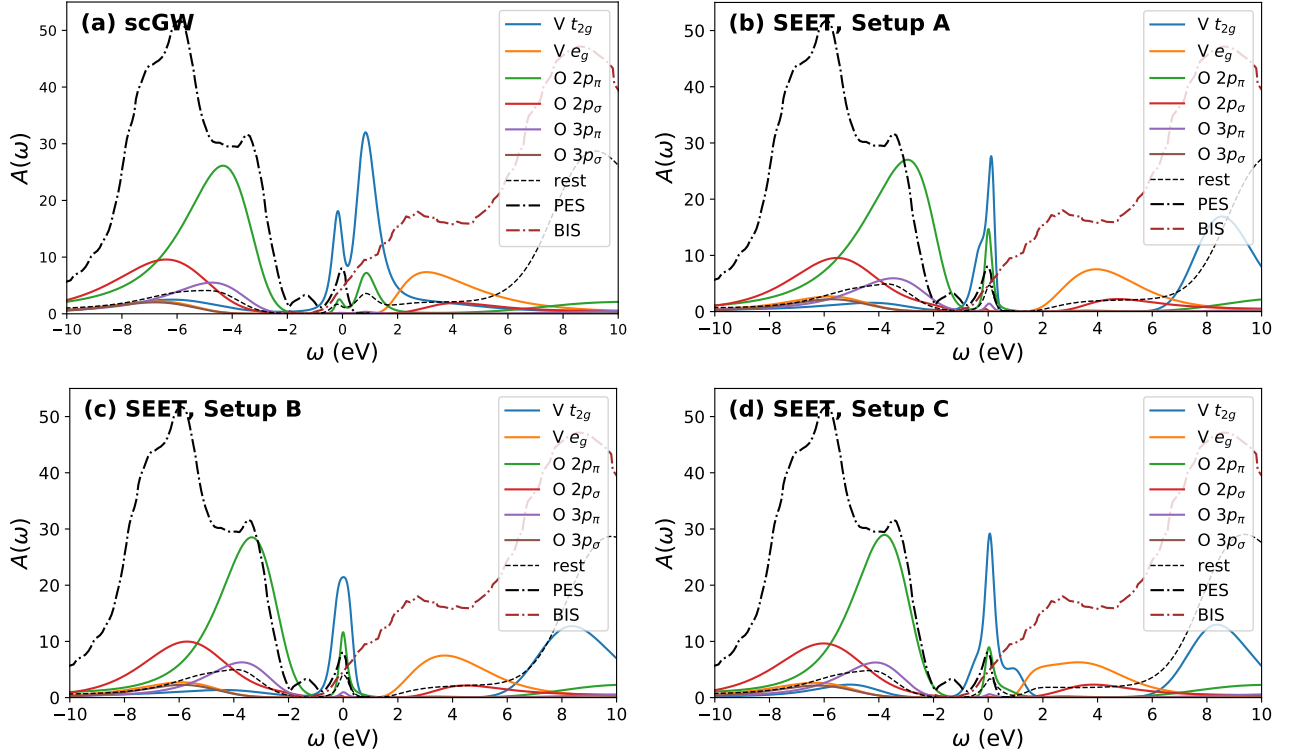 (a) scGW
50
40
30
20
10
0
A(ω)
−10 −8 −6 −4 −2 0 2 4 6 8 10
ω (eV)
V t₂g
V e_g
O 2pπ
O 2pσ
O 3pπ
O 3pσ
rest
PES
BIS
(b) SEET, Setup A
50
40
30
20
10
0
A(ω)
−10 −8 −6 −4 −2 0 2 4 6 8 10
ω (eV)
V t₂g
V e_g
O 2pπ
O 2pσ
O 3pπ
O 3pσ
rest
PES
BIS
(c) SEET, Setup B
50
40
30
20
10
0
A(ω)
−10 −8 −6 −4 −2 0 2 4 6 8 10
ω (eV)
V t₂g
V e_g
O 2pπ
O 2pσ
O 3pπ
O 3pσ
rest
PES
BIS
(d) SEET, Setup C
50
40
30
20
10
0
A(ω)
−10 −8 −6 −4 −2 0 2 4 6 8 10
ω (eV)
V t₂g
V e_g
O 2pπ
O 2pσ
O 3pπ
O 3pσ
rest
PES
BIS